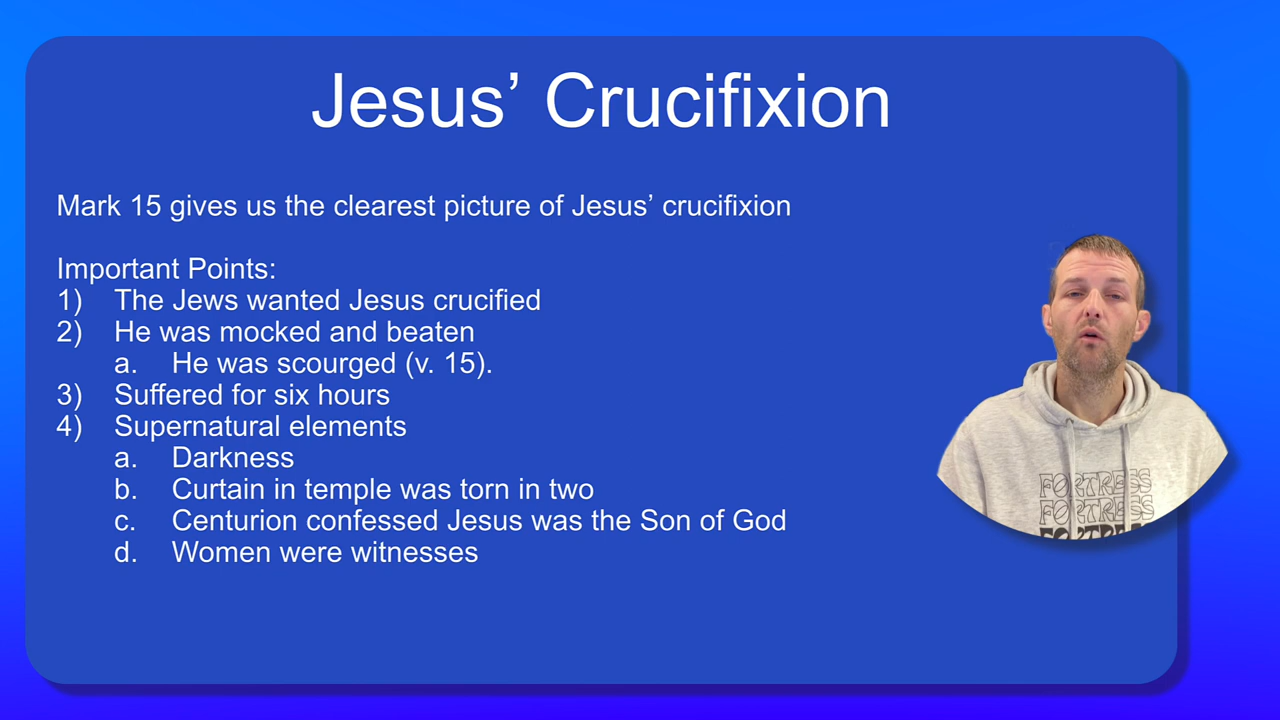 Jesus’ Crucifixion
Mark 15 gives us the clearest picture of Jesus’ crucifixion
Important Points:
1) The Jews wanted Jesus crucified
2) He was mocked and beaten
a. He was scourged (v. 15).
3) Suffered for six hours
4) Supernatural elements
a. Darkness
b. Curtain in temple was torn in two
c. Centurion confessed Jesus was the Son of God
d. Women were witnesses
FORTRESS
FORTRESS
FORTRESS